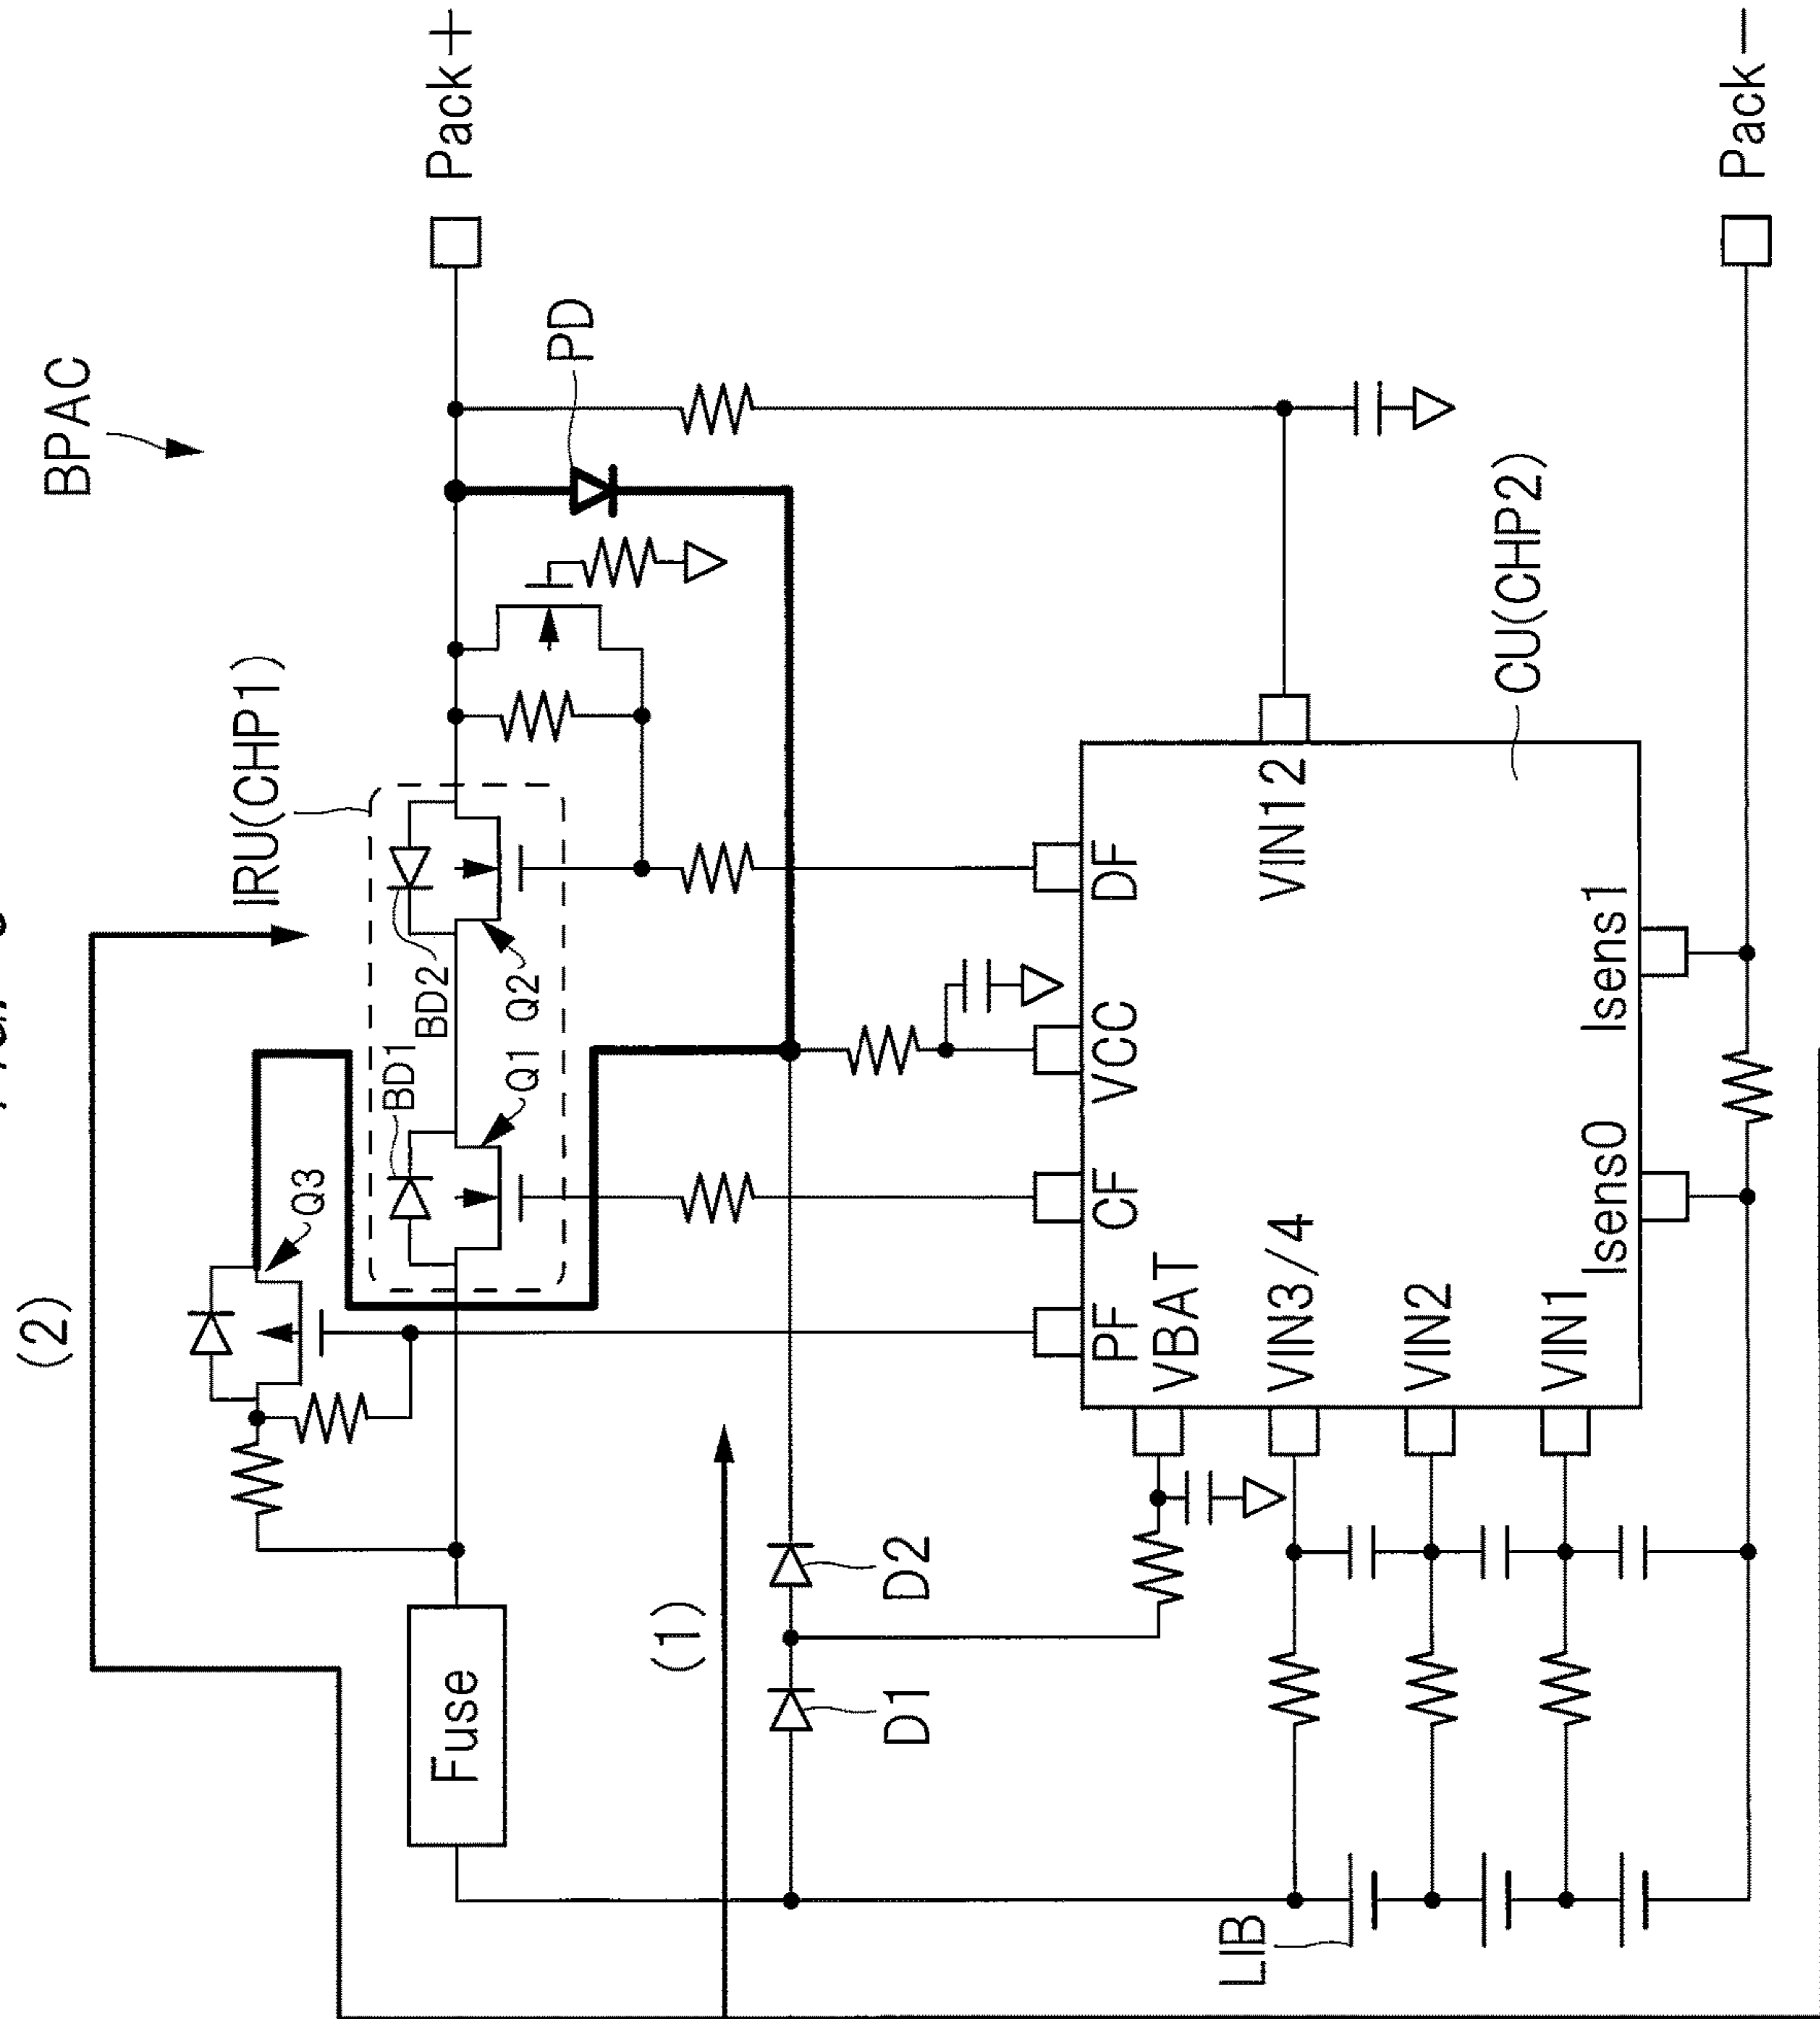 BPAC
(2)
IRU(CHP1)
Q3
BD1
BD2
Q1
Q2
Pack+
PD
Fuse
(1)
D1
D2
PF
CF
VCC
DF
VBAT
VIN3/4
VIN2
VIN1
VIN12
Isens0
Isens1
CU(CHP2)
LIB
Pack-